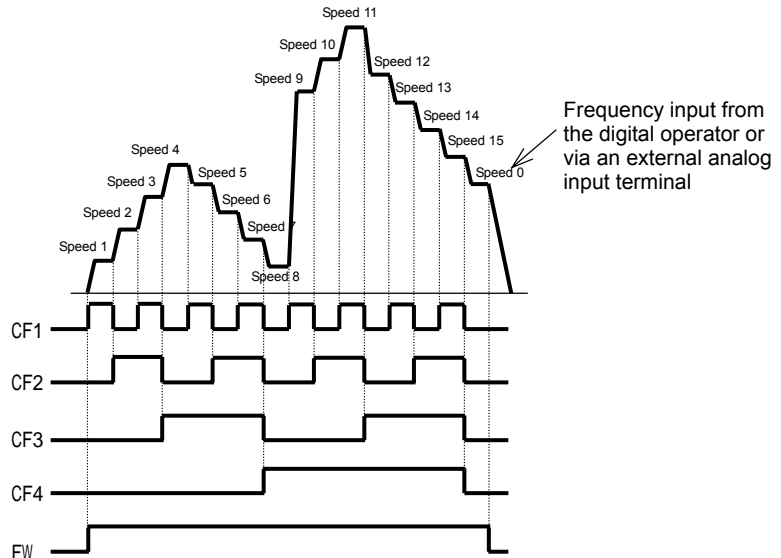 Speed 11
Speed 10
Speed 12
Speed 9
Speed 13
Speed 14
Speed 15
Speed 0
Speed 4
Speed 3
Speed 5
Speed 2
Speed 6
Speed 1
Speed 7
Speed 8
Frequency input from
the digital operator or
via an external analog
input terminal
CF1
CF2
CF3
CF4
FW